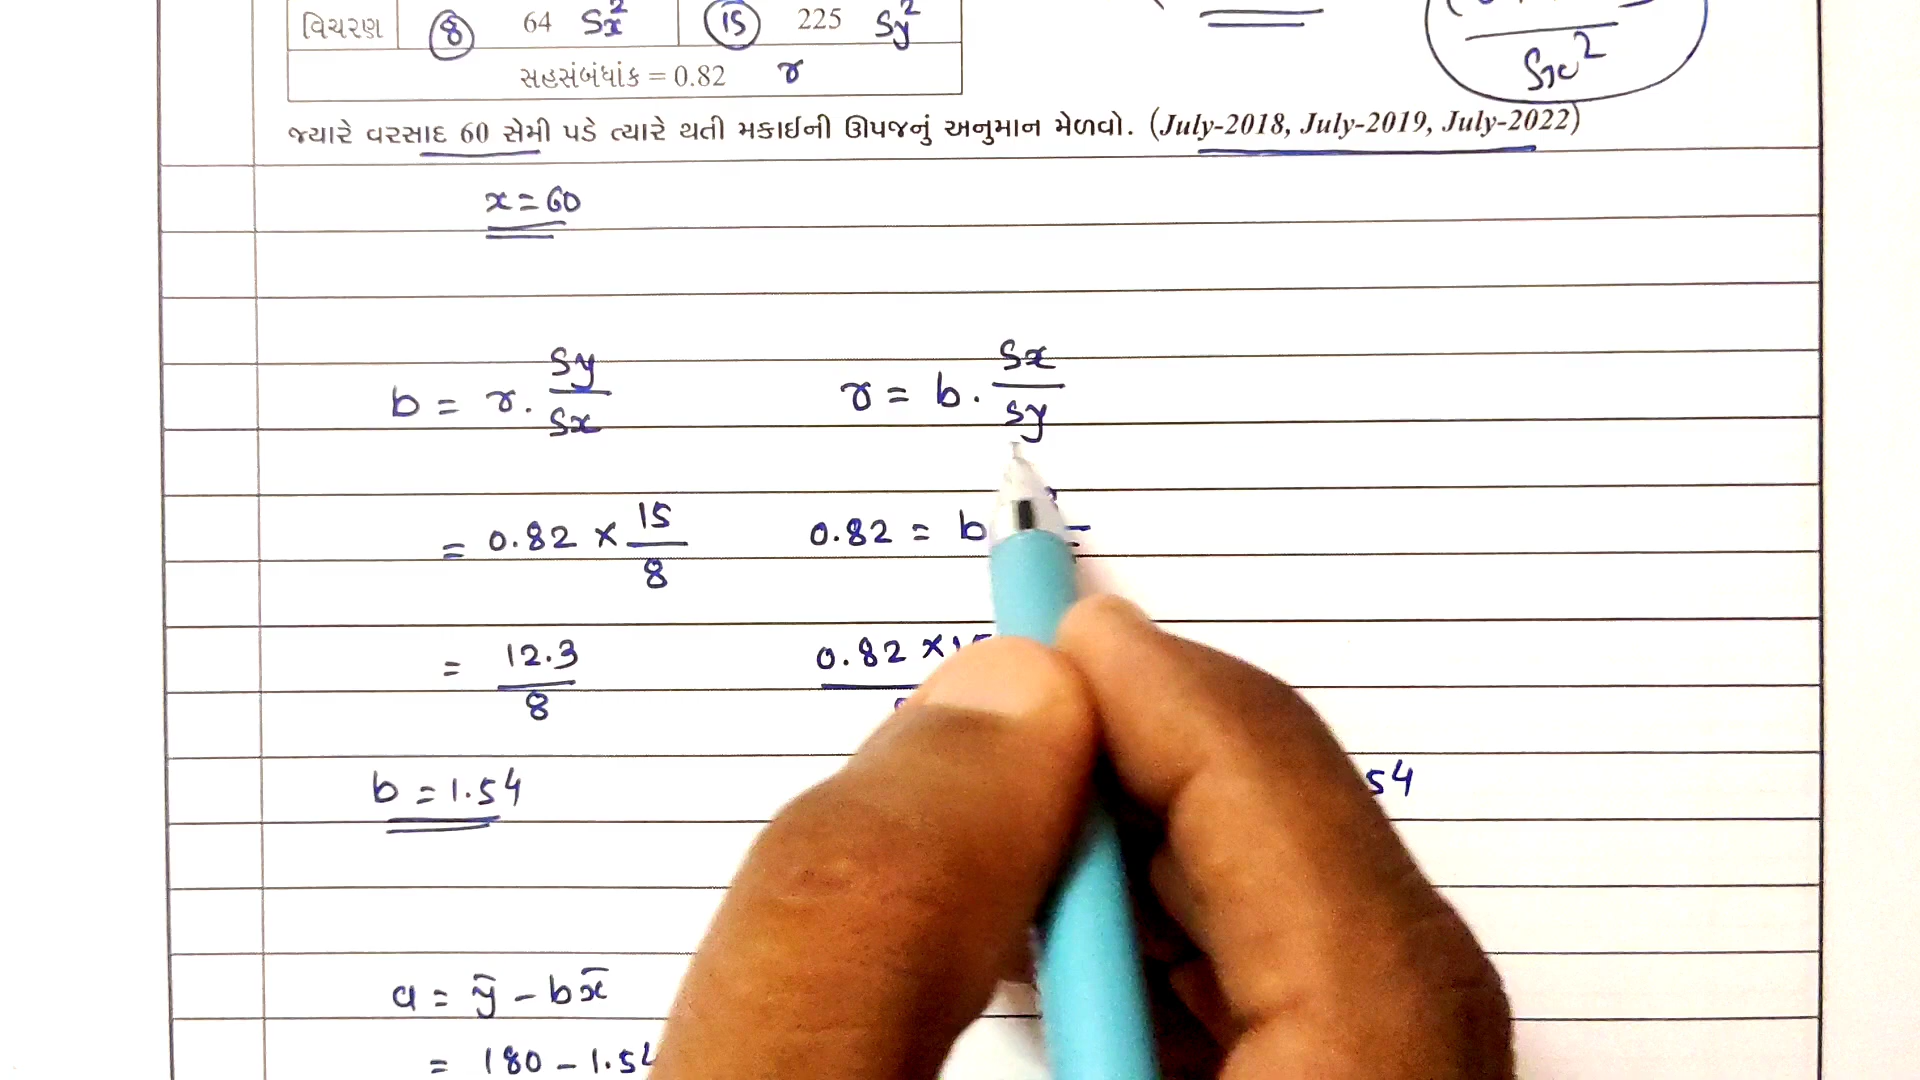 વિચરણ 8 64 Sx² 15 225 Sy²
સહસંબંધાંક = 0.82 r
Sx²
જ્યારે વરસાદ 60 સેમી પડે ત્યારે થતી મકાઈની ઊપજનું અનુમાન મેળવો. (July-2018, July-2019, July-2022)
x = 60
b = r. Sy/Sx r = b. Sx/Sy
= 0.82 × 15/8 0.82 = b
= 12.3/8 0.82 ×
b = 1.54 54
a = ȳ - bx̄
= 180 - 1.54